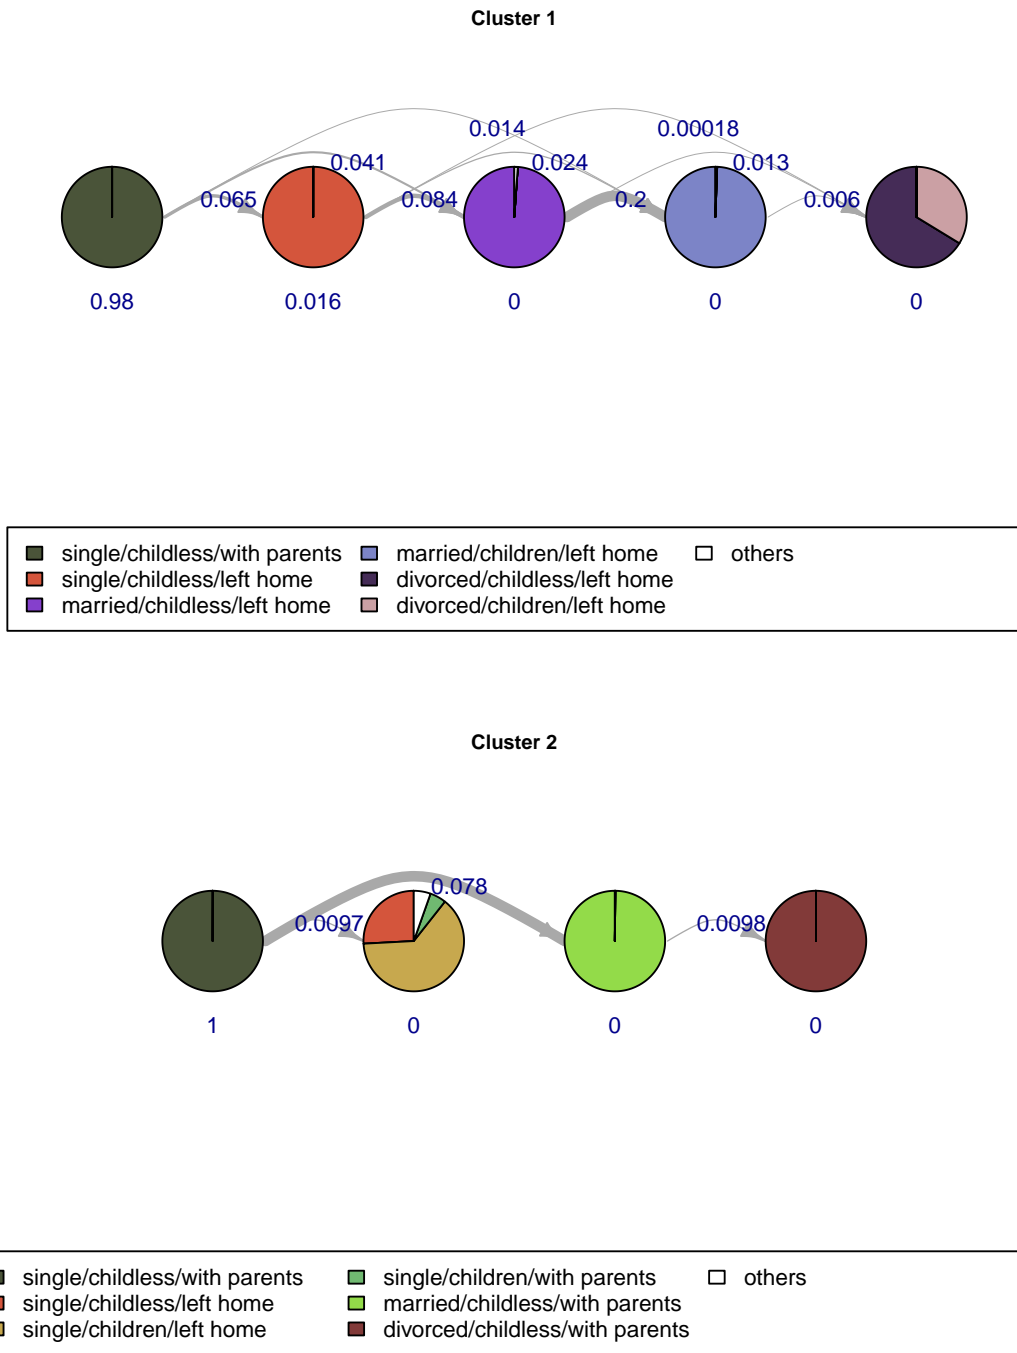 Cluster 1
0.014 0.00018
0.041 0.024 0.013
0.065 0.084 0.2 0.006
0.98 0.016 0 0 0
single/childless/with parents married/children/left home others
single/childless/left home divorced/childless/left home
married/childless/left home divorced/children/left home
Cluster 2
0.078
0.0097 0.0098
1 0 0 0
single/childless/with parents single/children/with parents others
single/childless/left home married/childless/with parents
single/children/left home divorced/childless/with parents